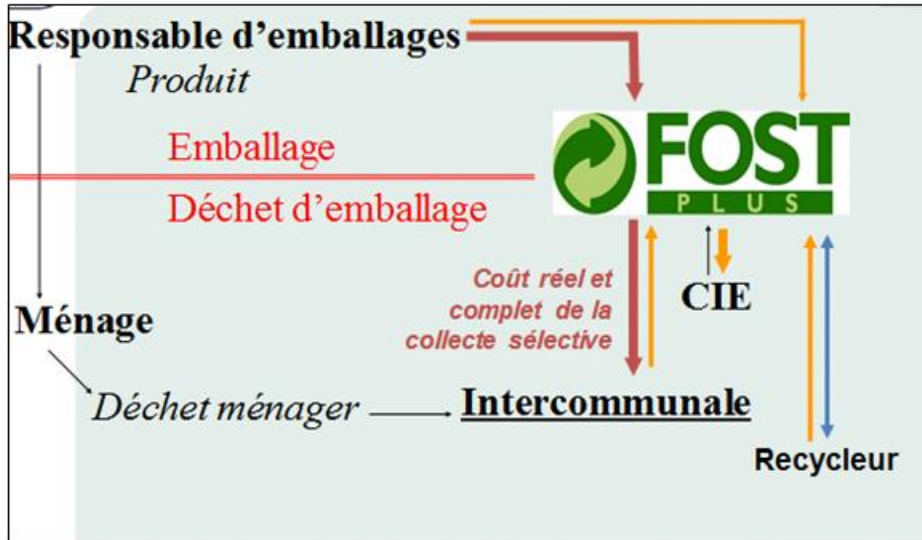 Responsable d’emballages
Produit
Emballage
Déchet d’emballage
FOST
PLUS
Coût réel et
complet de la
collecte sélective
CIE
Ménage
Déchet ménager
Intercommunale
Recycleur